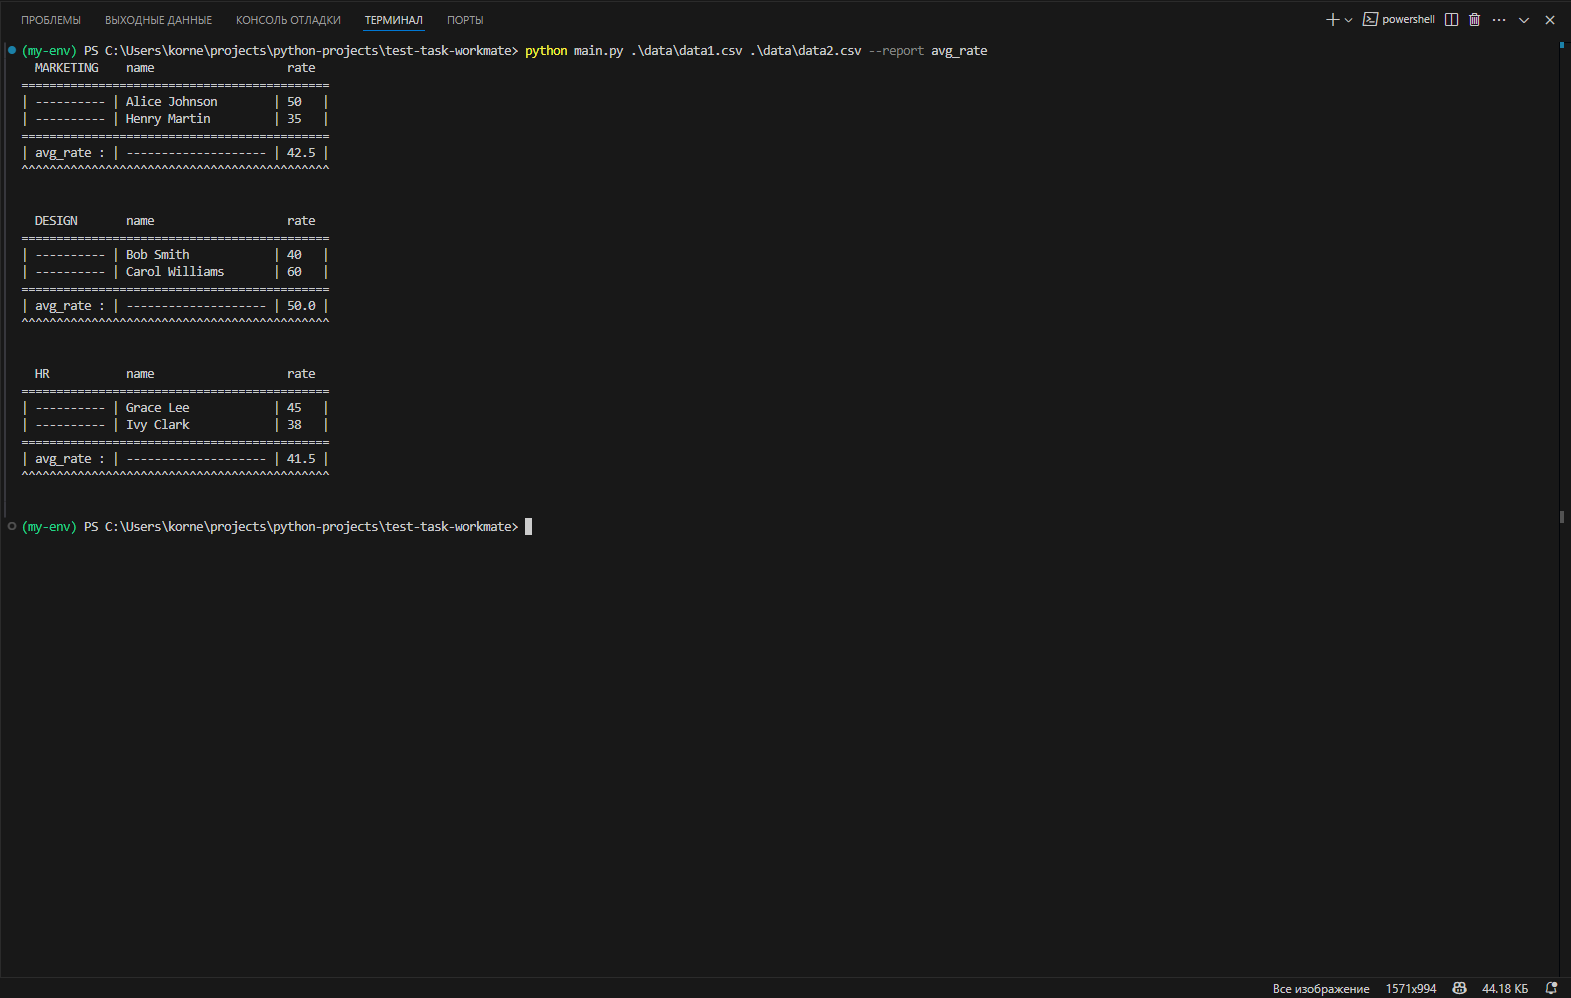 ПРОБЛЕМЫ ВЫХОДНЫЕ ДАННЫЕ КОНСОЛЬ ОТЛАДКИ ТЕРМИНАЛ ПОРТЫ powershell
(my-env) PS C:\Users\korne\projects\python-projects\test-task-workmate> python main.py .\data\data1.csv .\data\data2.csv --report avg_rate
  MARKETING    name                   rate
============================================
| ---------- | Alice Johnson        | 50   |
| ---------- | Henry Martin         | 35   |
============================================
| avg_rate : | -------------------- | 42.5 |
^^^^^^^^^^^^^^^^^^^^^^^^^^^^^^^^^^^^^^^^^^^^
  DESIGN       name                   rate
============================================
| ---------- | Bob Smith            | 40   |
| ---------- | Carol Williams       | 60   |
============================================
| avg_rate : | -------------------- | 50.0 |
^^^^^^^^^^^^^^^^^^^^^^^^^^^^^^^^^^^^^^^^^^^^
  HR           name                   rate
============================================
| ---------- | Grace Lee            | 45   |
| ---------- | Ivy Clark            | 38   |
============================================
| avg_rate : | -------------------- | 41.5 |
^^^^^^^^^^^^^^^^^^^^^^^^^^^^^^^^^^^^^^^^^^^^
(my-env) PS C:\Users\korne\projects\python-projects\test-task-workmate>
Все изображение 1571x994 44.18 КБ